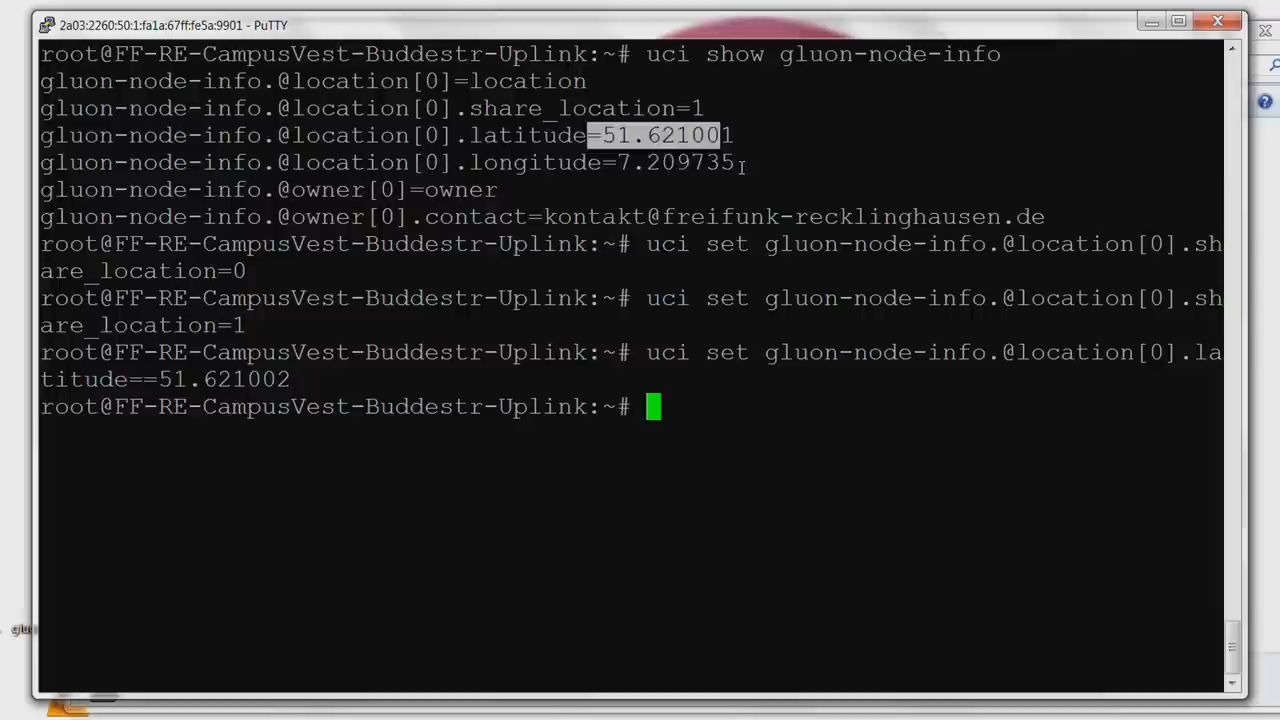 2a03:2260:50:1:fa1a:67ff:fe5a:9901 - PuTTY
root@FF-RE-CampusVest-Buddestr-Uplink:~# uci show gluon-node-info
gluon-node-info.@location[0]=location
gluon-node-info.@location[0].share_location=1
gluon-node-info.@location[0].latitude=51.621001
gluon-node-info.@location[0].longitude=7.209735
gluon-node-info.@owner[0]=owner
gluon-node-info.@owner[0].contact=kontakt@freifunk-recklinghausen.de
root@FF-RE-CampusVest-Buddestr-Uplink:~# uci set gluon-node-info.@location[0].sh
are_location=0
root@FF-RE-CampusVest-Buddestr-Uplink:~# uci set gluon-node-info.@location[0].sh
are_location=1
root@FF-RE-CampusVest-Buddestr-Uplink:~# uci set gluon-node-info.@location[0].la
titude==51.621002
root@FF-RE-CampusVest-Buddestr-Uplink:~#